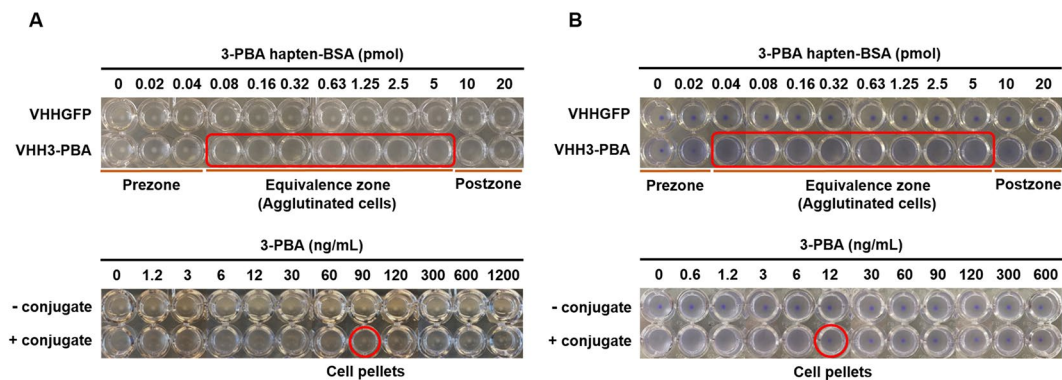 A
3-PBA hapten-BSA (pmol)
0 0.02 0.04 0.08 0.16 0.32 0.63 1.25 2.5 5 10 20
VHHGFP
VHH3-PBA
Prezone Equivalence zone Postzone
(Agglutinated cells)
3-PBA (ng/mL)
0 1.2 3 6 12 30 60 90 120 300 600 1200
- conjugate
+ conjugate
Cell pellets
B
3-PBA hapten-BSA (pmol)
0 0.02 0.04 0.08 0.16 0.32 0.63 1.25 2.5 5 10 20
VHHGFP
VHH3-PBA
Prezone Equivalence zone Postzone
(Agglutinated cells)
3-PBA (ng/mL)
0 0.6 1.2 3 6 12 30 60 90 120 300 600
- conjugate
+ conjugate
Cell pellets